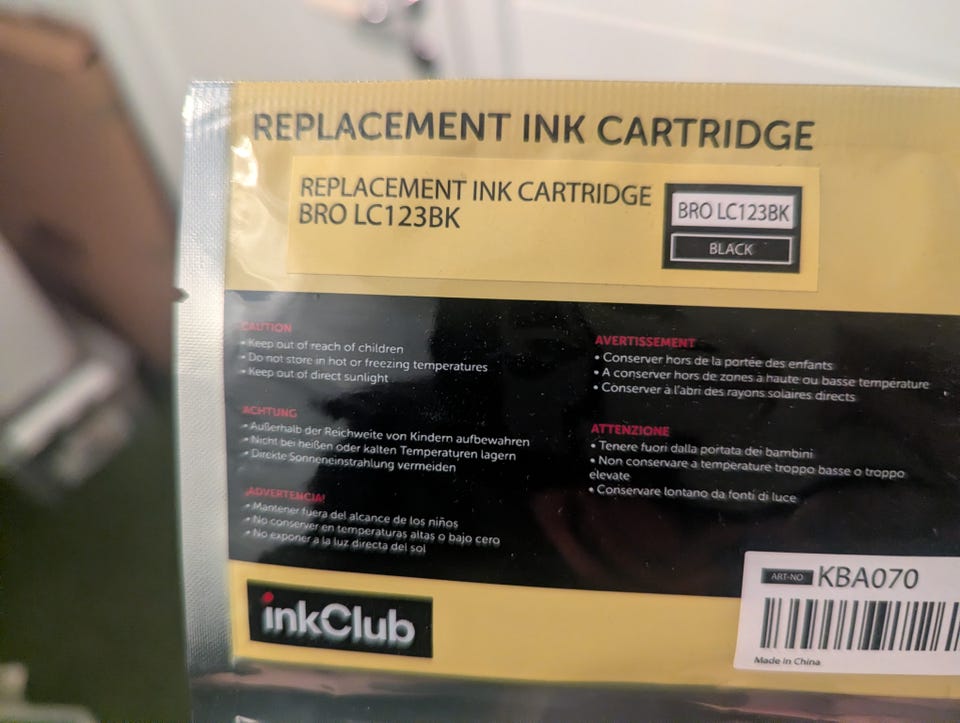 REPLACEMENT INK CARTRIDGE
REPLACEMENT INK CARTRIDGE
BRO LC123BK
BRO LC123BK
BLACK
CAUTION
• Keep out of reach of children
• Do not store in hot or freezing temperatures
• Keep out of direct sunlight
ACHTUNG
• Außerhalb der Reichweite von Kindern aufbewahren
• Nicht bei heißen oder kalten Temperaturen lagern
• Direkte Sonneneinstrahlung vermeiden
¡ADVERTENCIA!
• Mantener fuera del alcance de los niños
• No conserver en temperaturas altas o bajo cero
• No exponer a la luz directa del sol
AVERTISSEMENT
• Conserver hors de la portée des enfants
• A conserver hors de zones à haute ou basse température
• Conserver à l'abri des rayons solaires directs
ATTENZIONE
• Tenere fuori dalla portata dei bambini
• Non conservare a temperature troppo basse o troppo
elevate
• Conservare lontano da fonti di luce
inkClub
ART-NO KBA070
Made in China